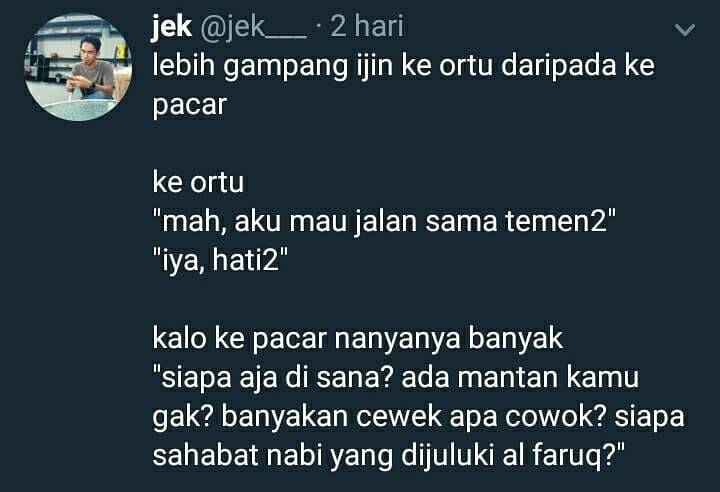 jek @jek___ · 2 hari
lebih gampang ijin ke ortu daripada ke
pacar
ke ortu
"mah, aku mau jalan sama temen2"
"iya, hati2"
kalo ke pacar nanyanya banyak
"siapa aja di sana? ada mantan kamu
gak? banyakan cewek apa cowok? siapa
sahabat nabi yang dijuluki al faruq?"